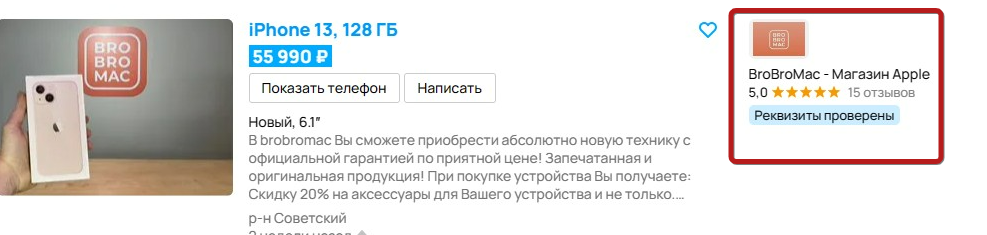 BRO
BRO
MAC
iPhone 13, 128 ГБ
55 990 ₽
Показать телефон
Написать
Новый, 6.1″
В brobromac Вы сможете приобрести абсолютно новую технику с
официальной гарантией по приятной цене! Запечатанная и
оригинальная продукция! При покупке устройства Вы получаете:
Скидку 20% на аксессуары для Вашего устройства и не только....
р-н Советский
2 недели назад
BRO
BRO
MAC
BroBroMac - Магазин Apple
5,0 ★★★★★ 15 отзывов
Реквизиты проверены